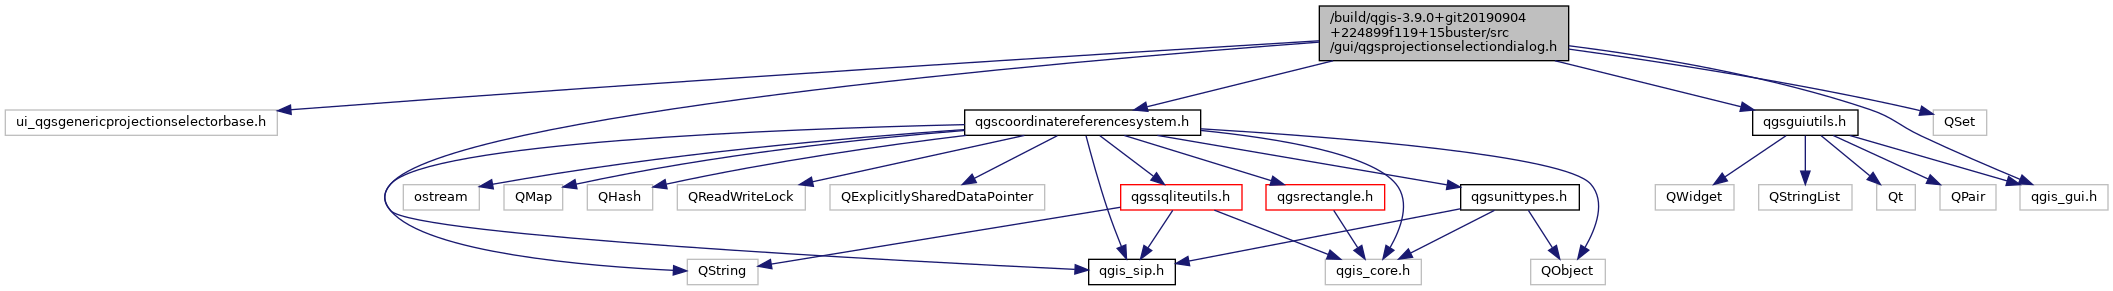 /build/qgis-3.9.0+git20190904
+224899f119+15buster/src
/gui/qgsprojectionselectiondialog.h
ui_qgsgenericprojectionselectorbase.h
qgscoordinatereferencesystem.h
qgsguiutils.h
QSet
ostream
QMap
QHash
QReadWriteLock
QExplicitlySharedDataPointer
qgssqliteutils.h
qgsrectangle.h
qgsunittypes.h
QWidget
QStringList
Qt
QPair
qgis_gui.h
QString
qgis_sip.h
qgis_core.h
QObject